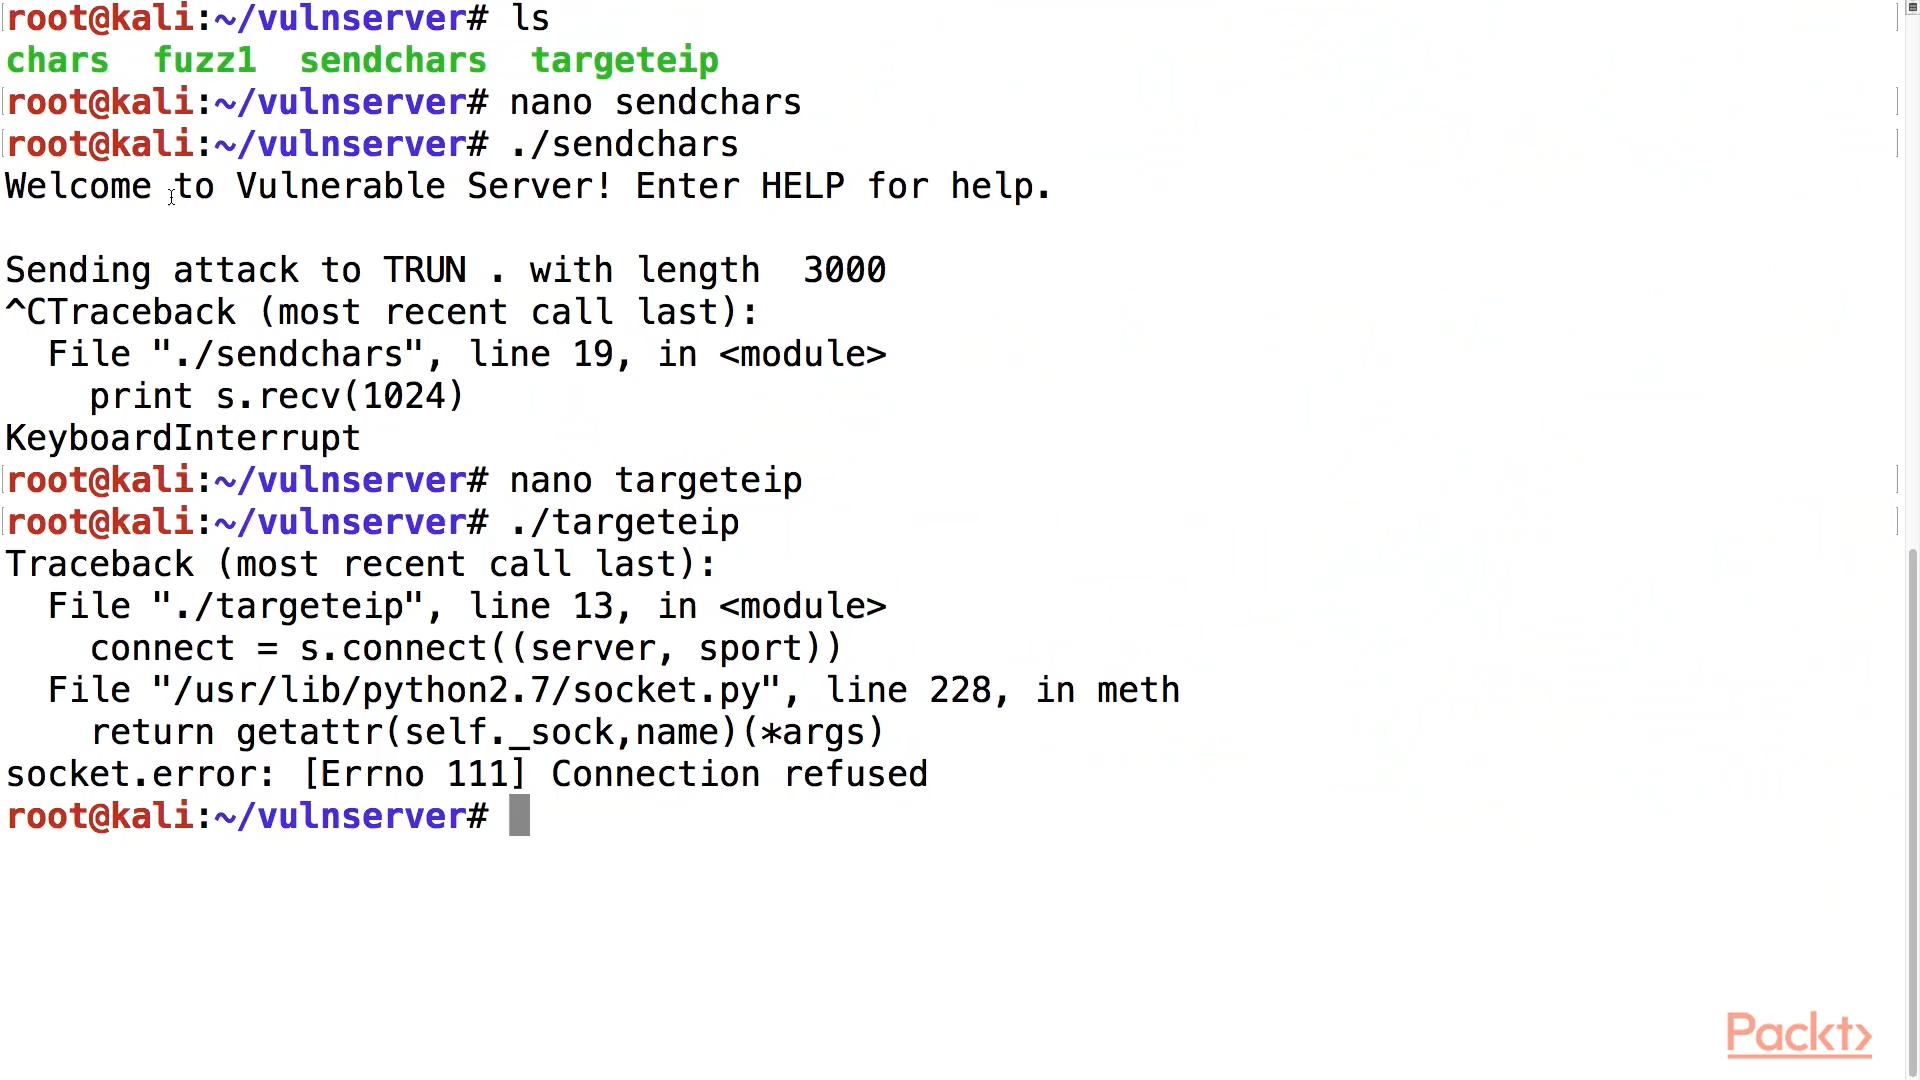 root@kali:~/vulnserver# ls
chars  fuzz1  sendchars  targeteip
root@kali:~/vulnserver# nano sendchars
root@kali:~/vulnserver# ./sendchars
Welcome to Vulnerable Server! Enter HELP for help.
Sending attack to TRUN . with length  3000
^CTraceback (most recent call last):
  File "./sendchars", line 19, in <module>
    print s.recv(1024)
KeyboardInterrupt
root@kali:~/vulnserver# nano targeteip
root@kali:~/vulnserver# ./targeteip
Traceback (most recent call last):
  File "./targeteip", line 13, in <module>
    connect = s.connect((server, sport))
  File "/usr/lib/python2.7/socket.py", line 228, in meth
    return getattr(self._sock,name)(*args)
socket.error: [Errno 111] Connection refused
root@kali:~/vulnserver#
Packt>